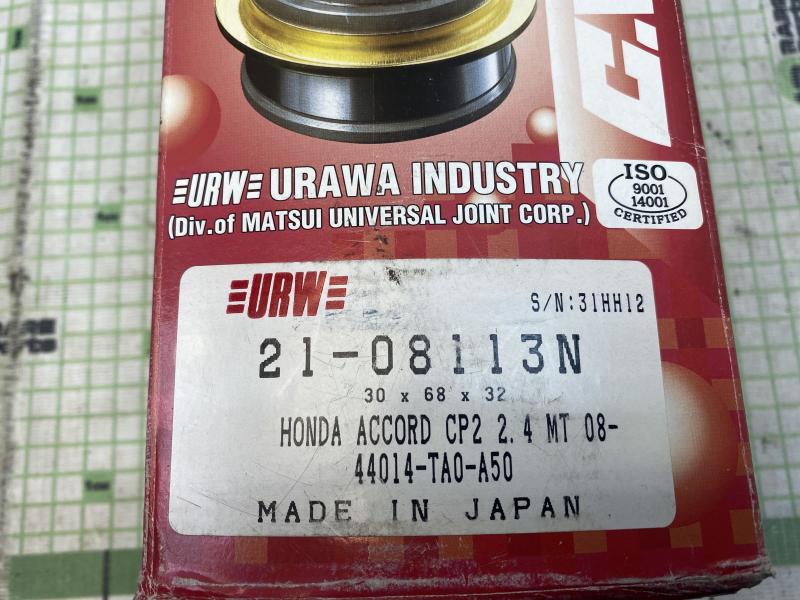 URW URAWA INDUSTRY
(Div.of MATSUI UNIVERSAL JOINT CORP.)
ISO
9001
14001
CERTIFIED
URW
S/N:31HH12
21-08113N
30 x 68 x 32
HONDA ACCORD CP2 2.4 MT 08-
44014-TA0-A50
MADE IN JAPAN